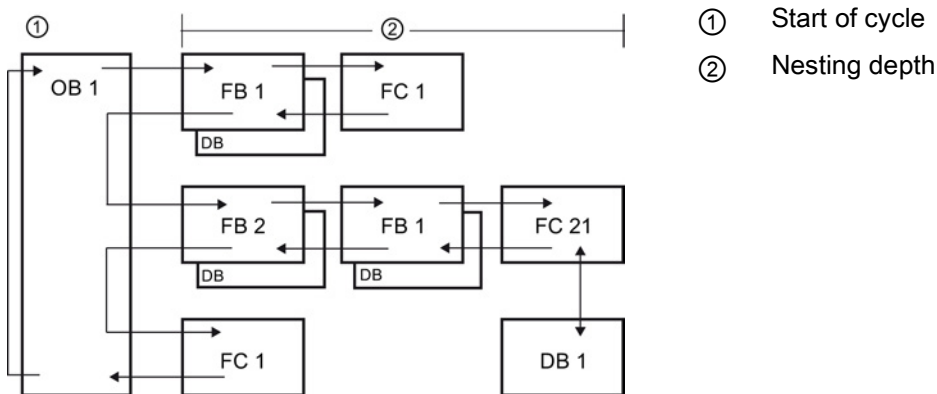 ① ② ① Start of cycle
② Nesting depth
OB 1 FB 1 FC 1
DB
FB 2 FB 1 FC 21
DB DB
FC 1 DB 1